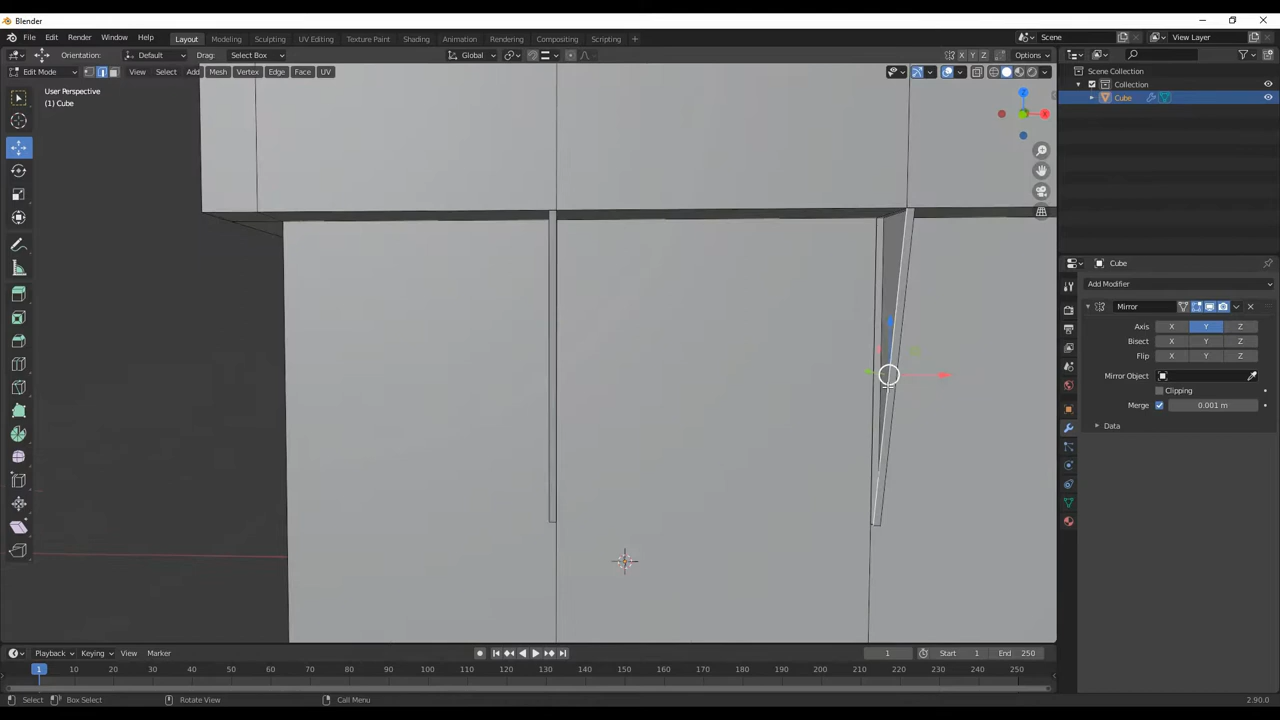 Blender
File Edit Render Window Help Layout Modeling Sculpting UV Editing Texture Paint Shading Animation Rendering Compositing Scripting + Scene View Layer
Orientation: Default Drag: Select Box Global X Y Z Options
Edit Mode View Select Add Mesh Vertex Edge Face UV
User Perspective
(1) Cube
Z
X
Scene Collection
Collection
Cube
Cube
Add Modifier
Mirror
Axis X Y Z
Bisect X Y Z
Flip X Y Z
Mirror Object
Clipping
Merge 0.001 m
Data
Playback Keying View Marker 1 Start 1 End 250
1 10 20 30 40 50 60 70 80 90 100 110 120 130 140 150 160 170 180 190 200 210 220 230 240 250
Select Box Select Rotate View Call Menu 2.90.0